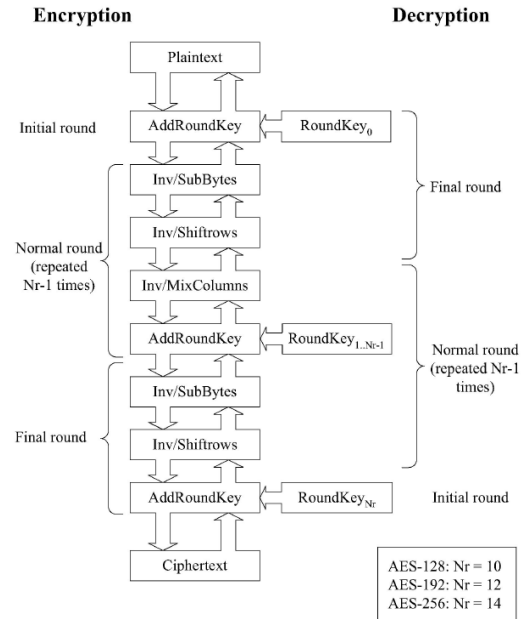 Encryption
Decryption
Plaintext
Initial round
AddRoundKey
RoundKey0
Inv/SubBytes
Final round
Inv/Shiftrows
Normal round
(repeated
Nr-1 times)
Inv/MixColumns
AddRoundKey
RoundKey1..Nr-1
Normal round
(repeated Nr-1
times)
Inv/SubBytes
Final round
Inv/Shiftrows
AddRoundKey
RoundKeyNr
Initial round
Ciphertext
AES-128: Nr = 10
AES-192: Nr = 12
AES-256: Nr = 14